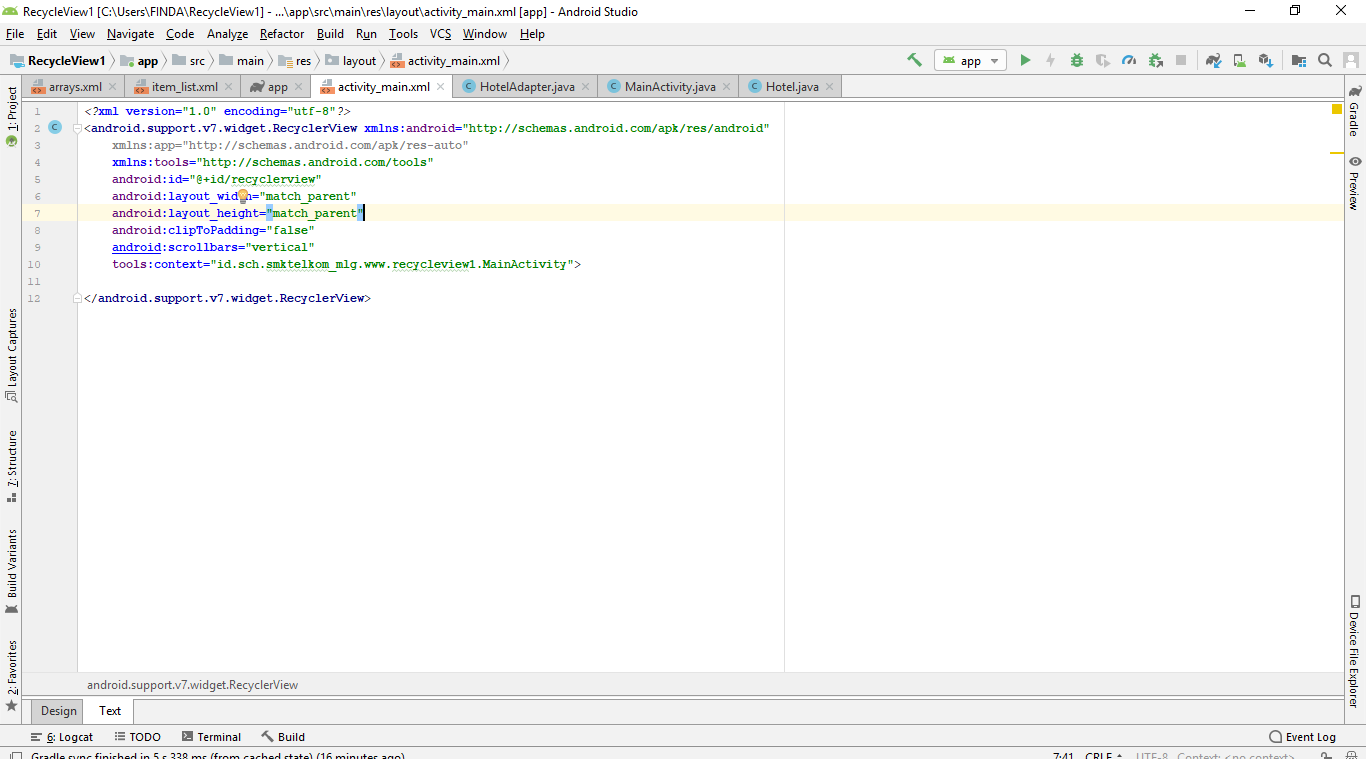 RecycleView1 [C:\Users\FINDA\RecycleView1] - ...\app\src\main\res\layout\activity_main.xml [app] - Android Studio
File Edit View Navigate Code Analyze Refactor Build Run Tools VCS Window Help
RecycleView1 app src main res layout activity_main.xml app
arrays.xml item_list.xml app activity_main.xml HotelAdapter.java MainActivity.java Hotel.java
1 <?xml version="1.0" encoding="utf-8"?>
2 <android.support.v7.widget.RecyclerView xmlns:android="http://schemas.android.com/apk/res/android"
3 xmlns:app="http://schemas.android.com/apk/res-auto"
4 xmlns:tools="http://schemas.android.com/tools"
5 android:id="@+id/recyclerview"
6 android:layout_width="match_parent"
7 android:layout_height="match_parent"
8 android:clipToPadding="false"
9 android:scrollbars="vertical"
10 tools:context="id.sch.smktelkom_mlg.www.recycleview1.MainActivity">
11
12 </android.support.v7.widget.RecyclerView>
1: Project
Layout Captures
7: Structure
Build Variants
2: Favorites
Gradle
Preview
Device File Explorer
android.support.v7.widget.RecyclerView
Design Text
6: Logcat TODO Terminal Build Event Log
Gradle sync finished in 5 s 338 ms (from cached state) (16 minutes ago) 7:41 CRLF UTF-8 Context: <no context>